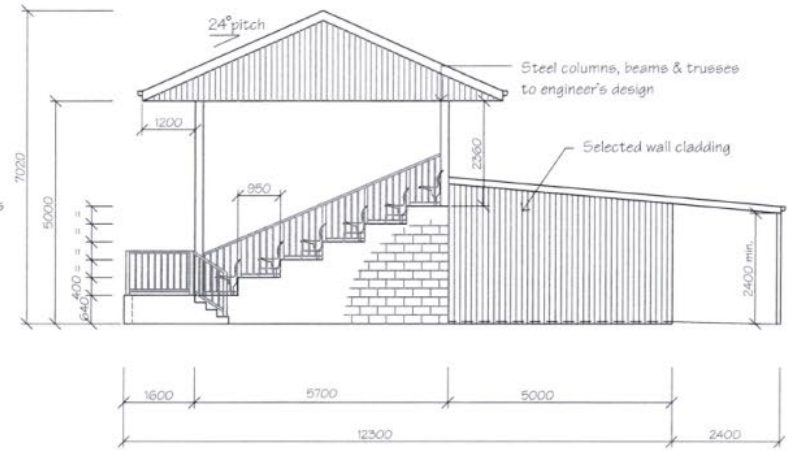 24° pitch
Steel columns, beams & trusses
to engineer's design
Selected wall cladding
1200
950
2360
7020
5000
400
640
2400 min.
1600
5700
5000
12300
2400